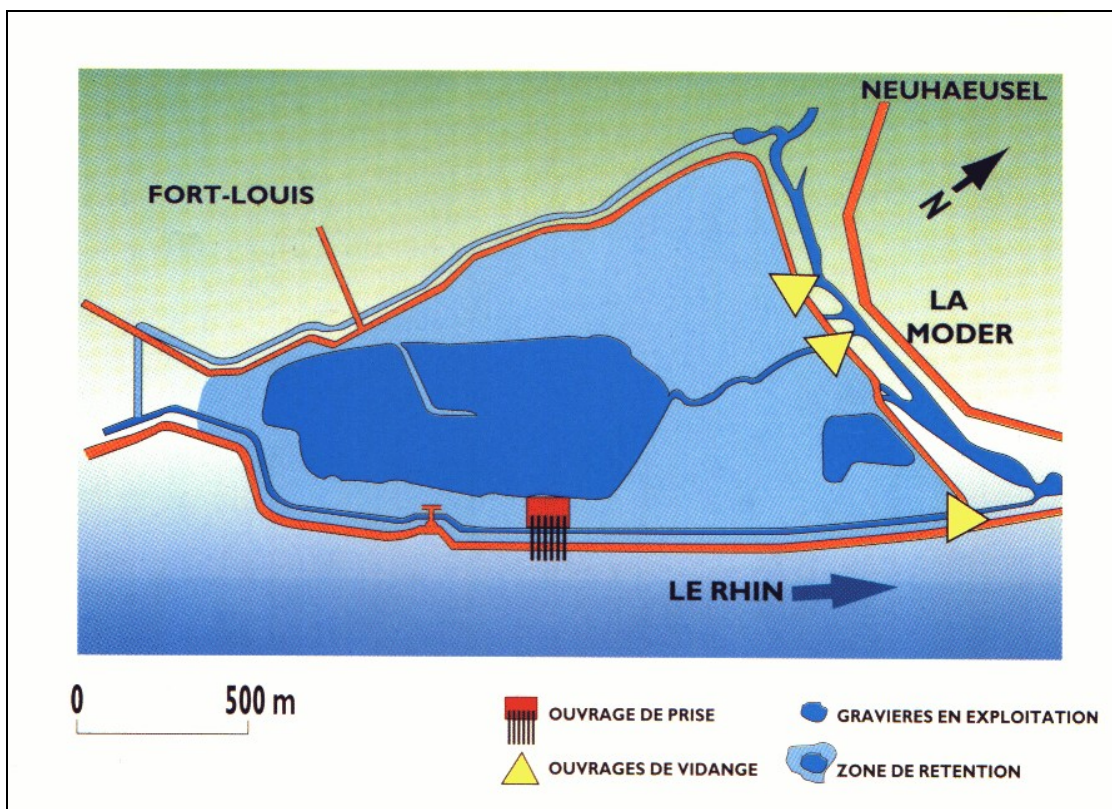 NEUHAEUSEL
FORT-LOUIS
N
LA
MODER
LE RHIN
0 500 m
OUVRAGE DE PRISE
GRAVIERES EN EXPLOITATION
OUVRAGES DE VIDANGE
ZONE DE RETENTION